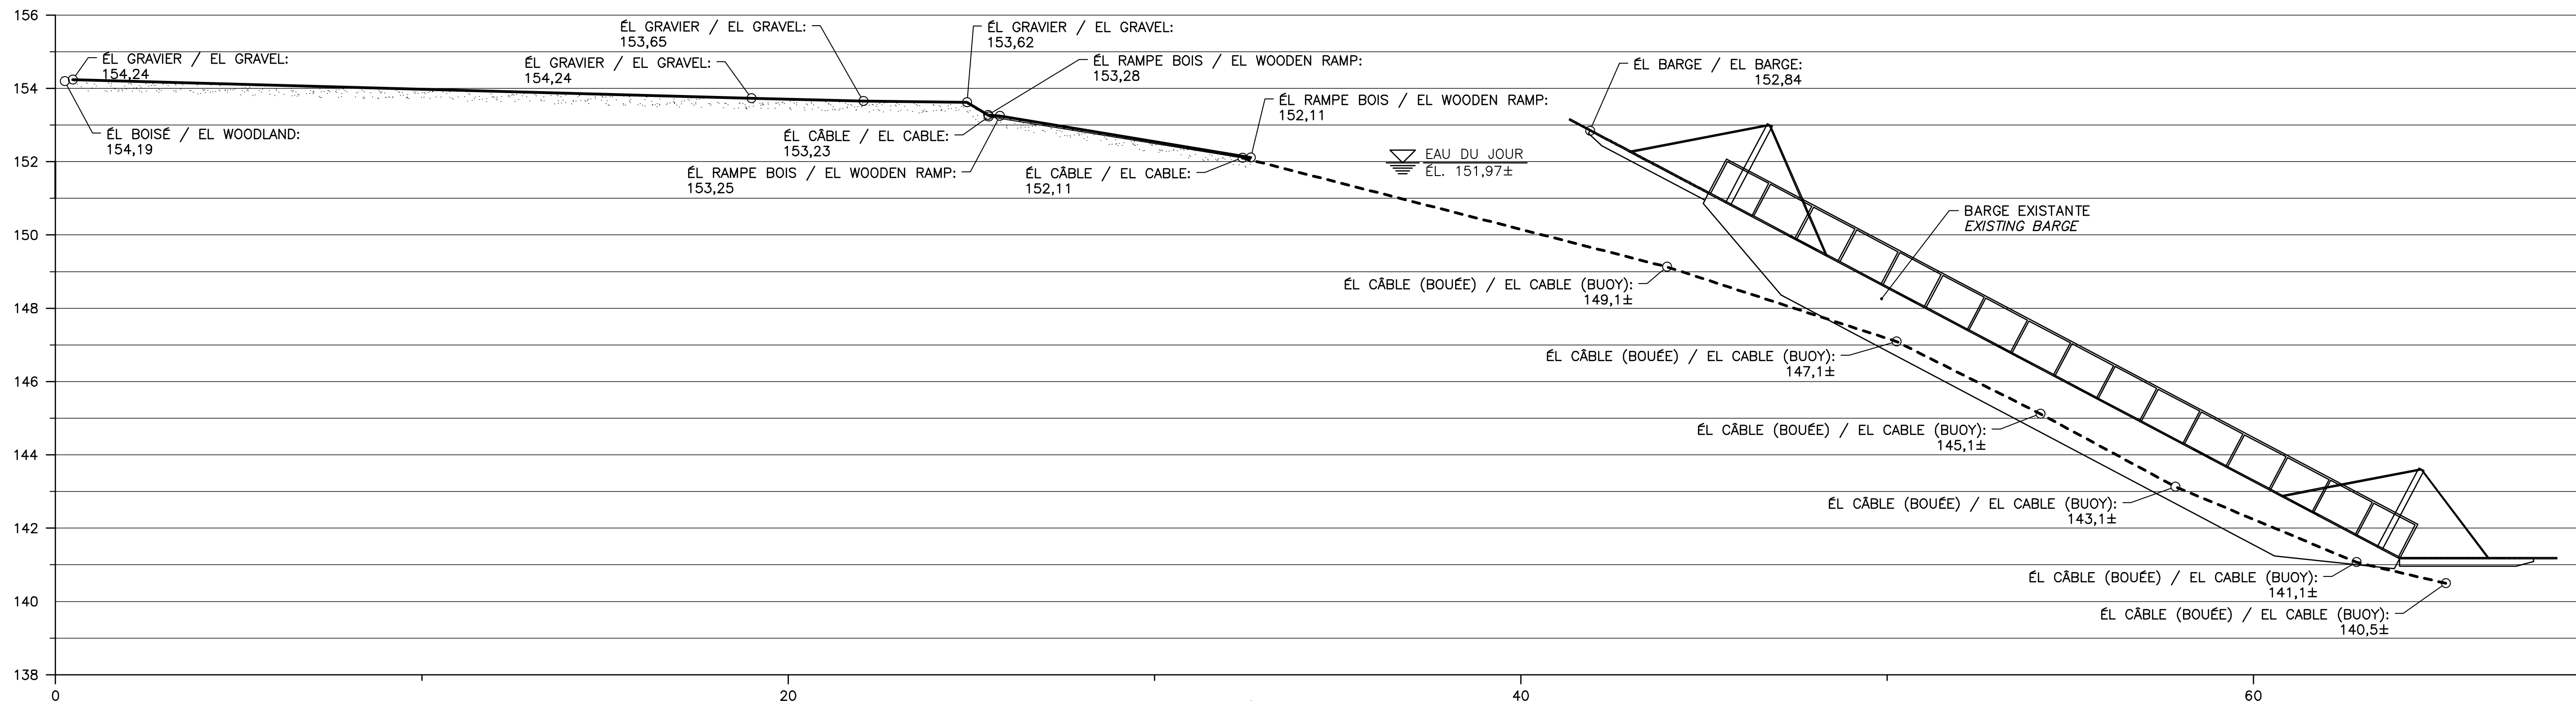 156
154
152
150
148
146
144
142
140
138
0
20
40
60
ÉL GRAVIER / EL GRAVEL:
154,24
ÉL BOISÉ / EL WOODLAND:
154,19
ÉL GRAVIER / EL GRAVEL:
153,65
ÉL GRAVIER / EL GRAVEL:
154,24
ÉL GRAVIER / EL GRAVEL:
153,62
ÉL RAMPE BOIS / EL WOODEN RAMP:
153,28
ÉL CÂBLE / EL CABLE:
153,23
ÉL RAMPE BOIS / EL WOODEN RAMP:
153,25
ÉL RAMPE BOIS / EL WOODEN RAMP:
152,11
ÉL CÂBLE / EL CABLE:
152,11
EAU DU JOUR
ÉL. 151,97±
ÉL BARGE / EL BARGE:
152,84
BARGE EXISTANTE
EXISTING BARGE
ÉL CÂBLE (BOUÉE) / EL CABLE (BUOY):
149,1±
ÉL CÂBLE (BOUÉE) / EL CABLE (BUOY):
147,1±
ÉL CÂBLE (BOUÉE) / EL CABLE (BUOY):
145,1±
ÉL CÂBLE (BOUÉE) / EL CABLE (BUOY):
143,1±
ÉL CÂBLE (BOUÉE) / EL CABLE (BUOY):
141,1±
ÉL CÂBLE (BOUÉE) / EL CABLE (BUOY):
140,5±